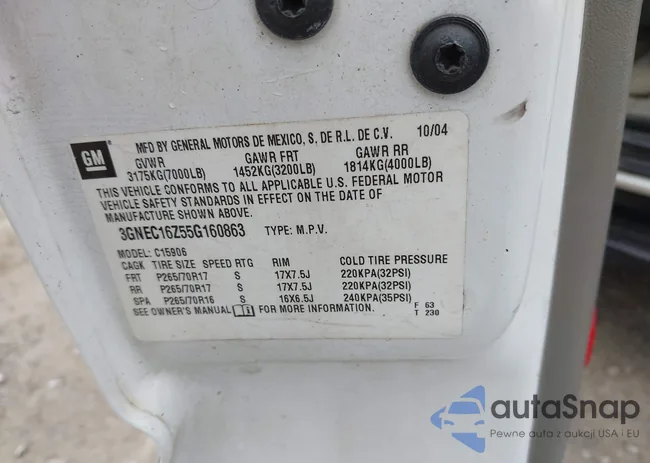 GM
MFD BY GENERAL MOTORS DE MEXICO, S. DE R.L. DE C.V. 10/04
GVWR GAWR FRT GAWR RR
3175KG(7000LB) 1452KG(3200LB) 1814KG(4000LB)
THIS VEHICLE CONFORMS TO ALL APPLICABLE U.S. FEDERAL MOTOR
VEHICLE SAFETY STANDARDS IN EFFECT ON THE DATE OF
MANUFACTURE SHOWN ABOVE.
3GNEC16Z55G160863 TYPE: M.P.V.
MODEL: C15906
CAGK TIRE SIZE SPEED RTG RIM COLD TIRE PRESSURE
FRT P265/70R17 S 17X7.5J 220KPA(32PSI)
RR P265/70R17 S 17X7.5J 220KPA(32PSI)
SPA P265/70R16 S 16X6.5J 240KPA(35PSI)
SEE OWNER'S MANUAL FOR MORE INFORMATION. F 63
T 230
autaSnap
Pewne auta z aukcji USA i EU